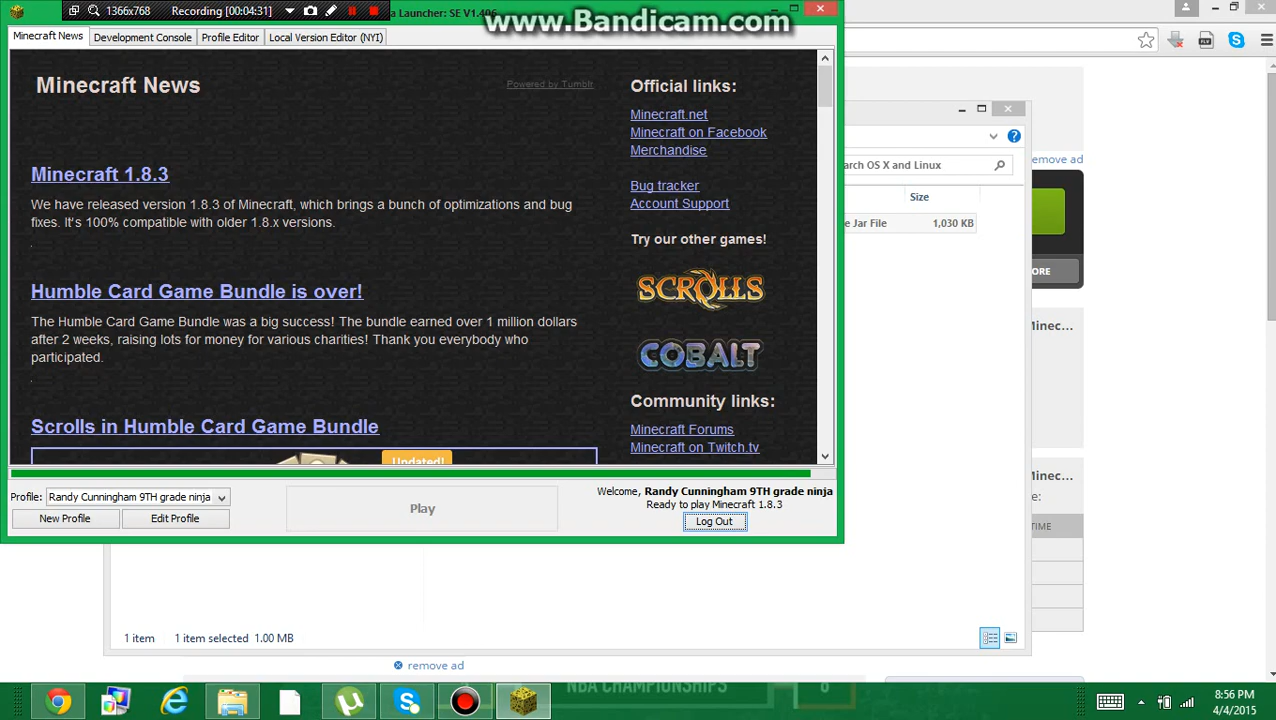 1366x768 Recording [00:04:31] Launcher: SE V1.406
www.Bandicam.com
Minecraft News Development Console Profile Editor Local Version Editor (NYI)
Minecraft News
Powered by Tumblr
Official links:
Minecraft.net
Minecraft on Facebook
Merchandise
Bug tracker
Account Support
Try our other games!
SCROLLS
COBALT
Community links:
Minecraft Forums
Minecraft on Twitch.tv
Minecraft 1.8.3
We have released version 1.8.3 of Minecraft, which brings a bunch of optimizations and bug
fixes. It's 100% compatible with older 1.8.x versions.
Humble Card Game Bundle is over!
The Humble Card Game Bundle was a big success! The bundle earned over 1 million dollars
after 2 weeks, raising lots for money for various charities! Thank you everybody who
participated.
Scrolls in Humble Card Game Bundle
Updated!
Profile: Randy Cunningham 9TH grade ninja
New Profile Edit Profile
Play
Welcome, Randy Cunningham 9TH grade ninja
Ready to play Minecraft 1.8.3
Log Out
arch OS X and Linux
Size
e Jar File 1,030 KB
emove ad
ORE
Minec...
Minec...
e:
TIME
1 item 1 item selected 1.00 MB
remove ad
NBA CHAMPIONSHIPS
8:56 PM
4/4/2015